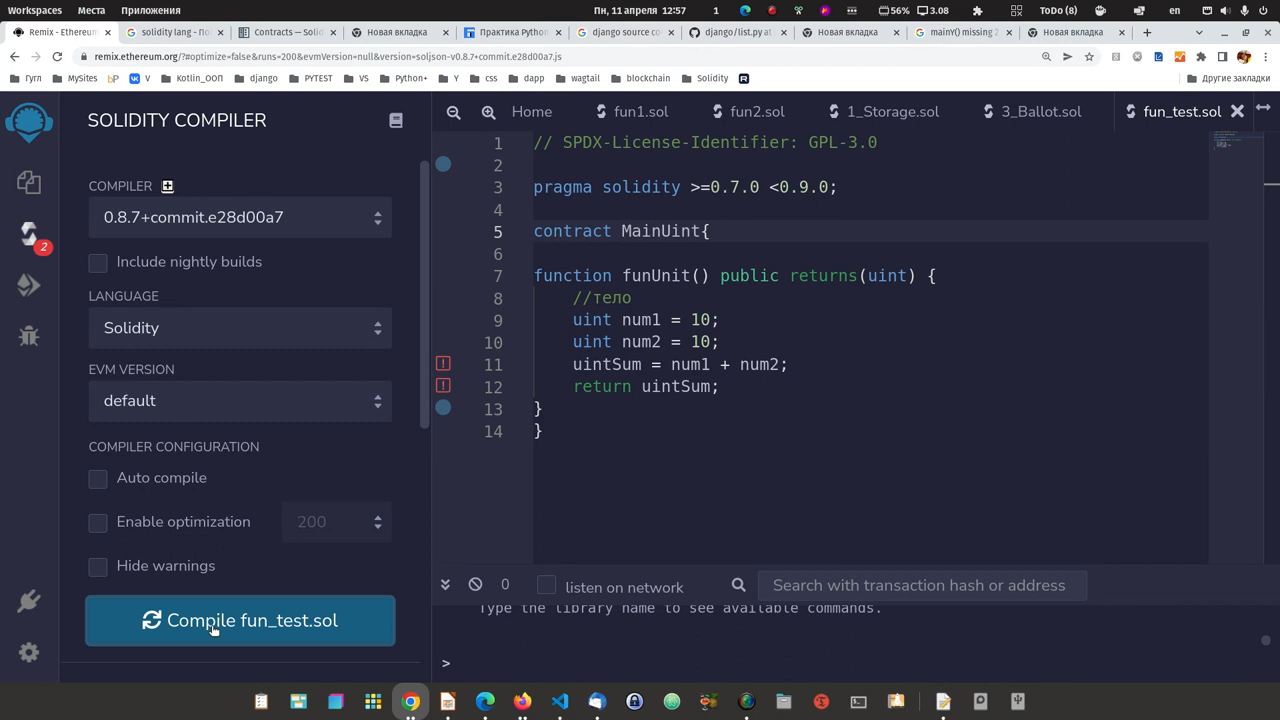 Workspaces Места Приложения Пн, 11 апреля 12:57 1 56% 3.08 ToDo (8) en
Remix - Ethereum
solidity lang - По
Contracts — Solid
Новая вкладка
Практика Python
django source co
django/list.py at
Новая вкладка
mainY() missing 2
Новая вкладка
remix.ethereum.org/?#optimize=false&runs=200&evmVersion=null&version=soljson-v0.8.7+commit.e28d00a7.js
Гугл MySites bP V Kotlin_ООП django PYTEST VS Python+ Y css dapp wagtail blockchain Solidity R Другие закладки
SOLIDITY COMPILER
COMPILER
0.8.7+commit.e28d00a7
Include nightly builds
LANGUAGE
Solidity
EVM VERSION
default
COMPILER CONFIGURATION
Auto compile
Enable optimization 200
Hide warnings
Compile fun_test.sol
2
Home fun1.sol fun2.sol 1_Storage.sol 3_Ballot.sol fun_test.sol
1 // SPDX-License-Identifier: GPL-3.0
2
3 pragma solidity >=0.7.0 <0.9.0;
4
5 contract MainUint{
6
7 function funUnit() public returns(uint) {
8 //тело
9 uint num1 = 10;
10 uint num2 = 10;
11 uintSum = num1 + num2;
12 return uintSum;
13 }
14 }
0 listen on network Search with transaction hash or address
Type the library name to see available commands.
>